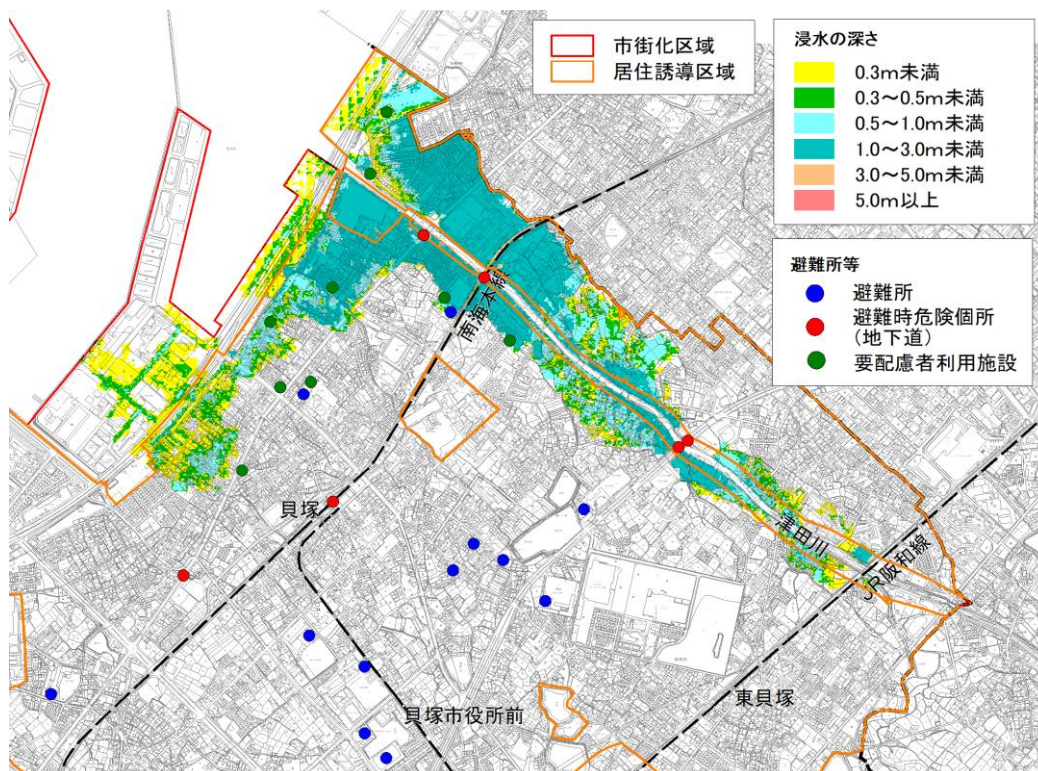 市街化区域
居住誘導区域
浸水の深さ
0.3m未満
0.3～0.5m未満
0.5～1.0m未満
1.0～3.0m未満
3.0～5.0m未満
5.0m以上
避難所等
避難所
避難時危険個所
(地下道)
要配慮者利用施設
南海本線
貝塚
津田川
JR阪和線
貝塚市役所前
東貝塚